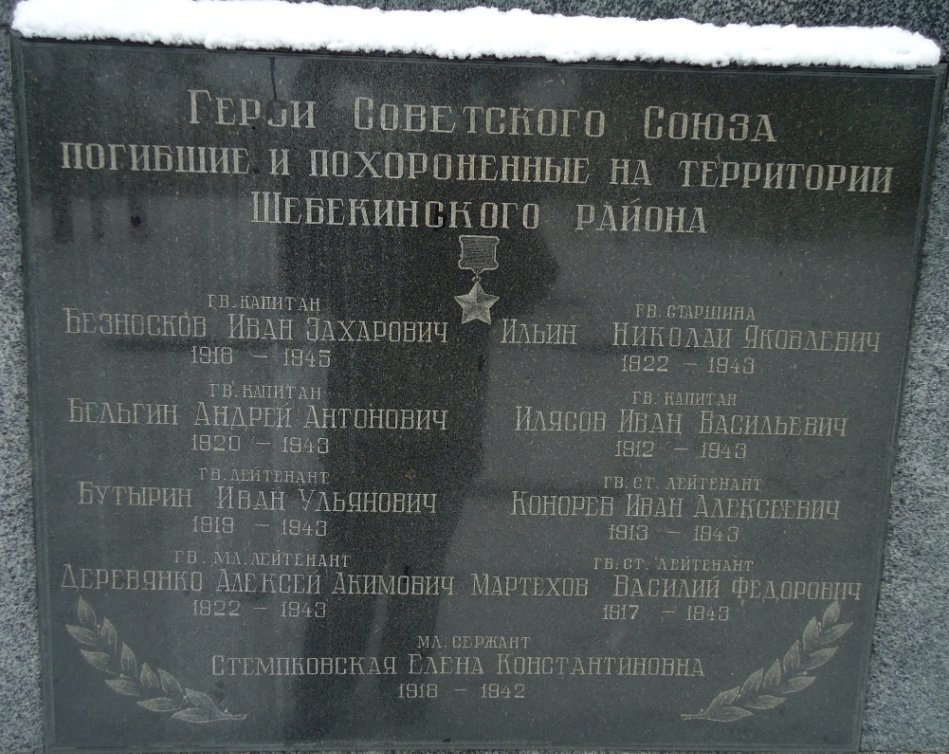 Герои Советского Союза
погибшие и похороненные на территории
Шебекинского района
гв. капитан
Безносков Иван Захарович
1918 – 1945
гв. капитан
Бельгин Андрей Антонович
1920 – 1943
гв. лейтенант
Бутырин Иван Ульянович
1919 – 1943
гв. мл. лейтенант
Деревянко Алексей Акимович
1922 – 1943
гв. старшина
Ильин Николай Яковлевич
1922 – 1943
гв. капитан
Илясов Иван Васильевич
1912 – 1943
гв. ст. лейтенант
Конорев Иван Алексеевич
1913 – 1943
гв. ст. лейтенант
Мартехов Василий Федорович
1917 – 1943
мл. сержант
Стемпковская Елена Константиновна
1918 – 1942